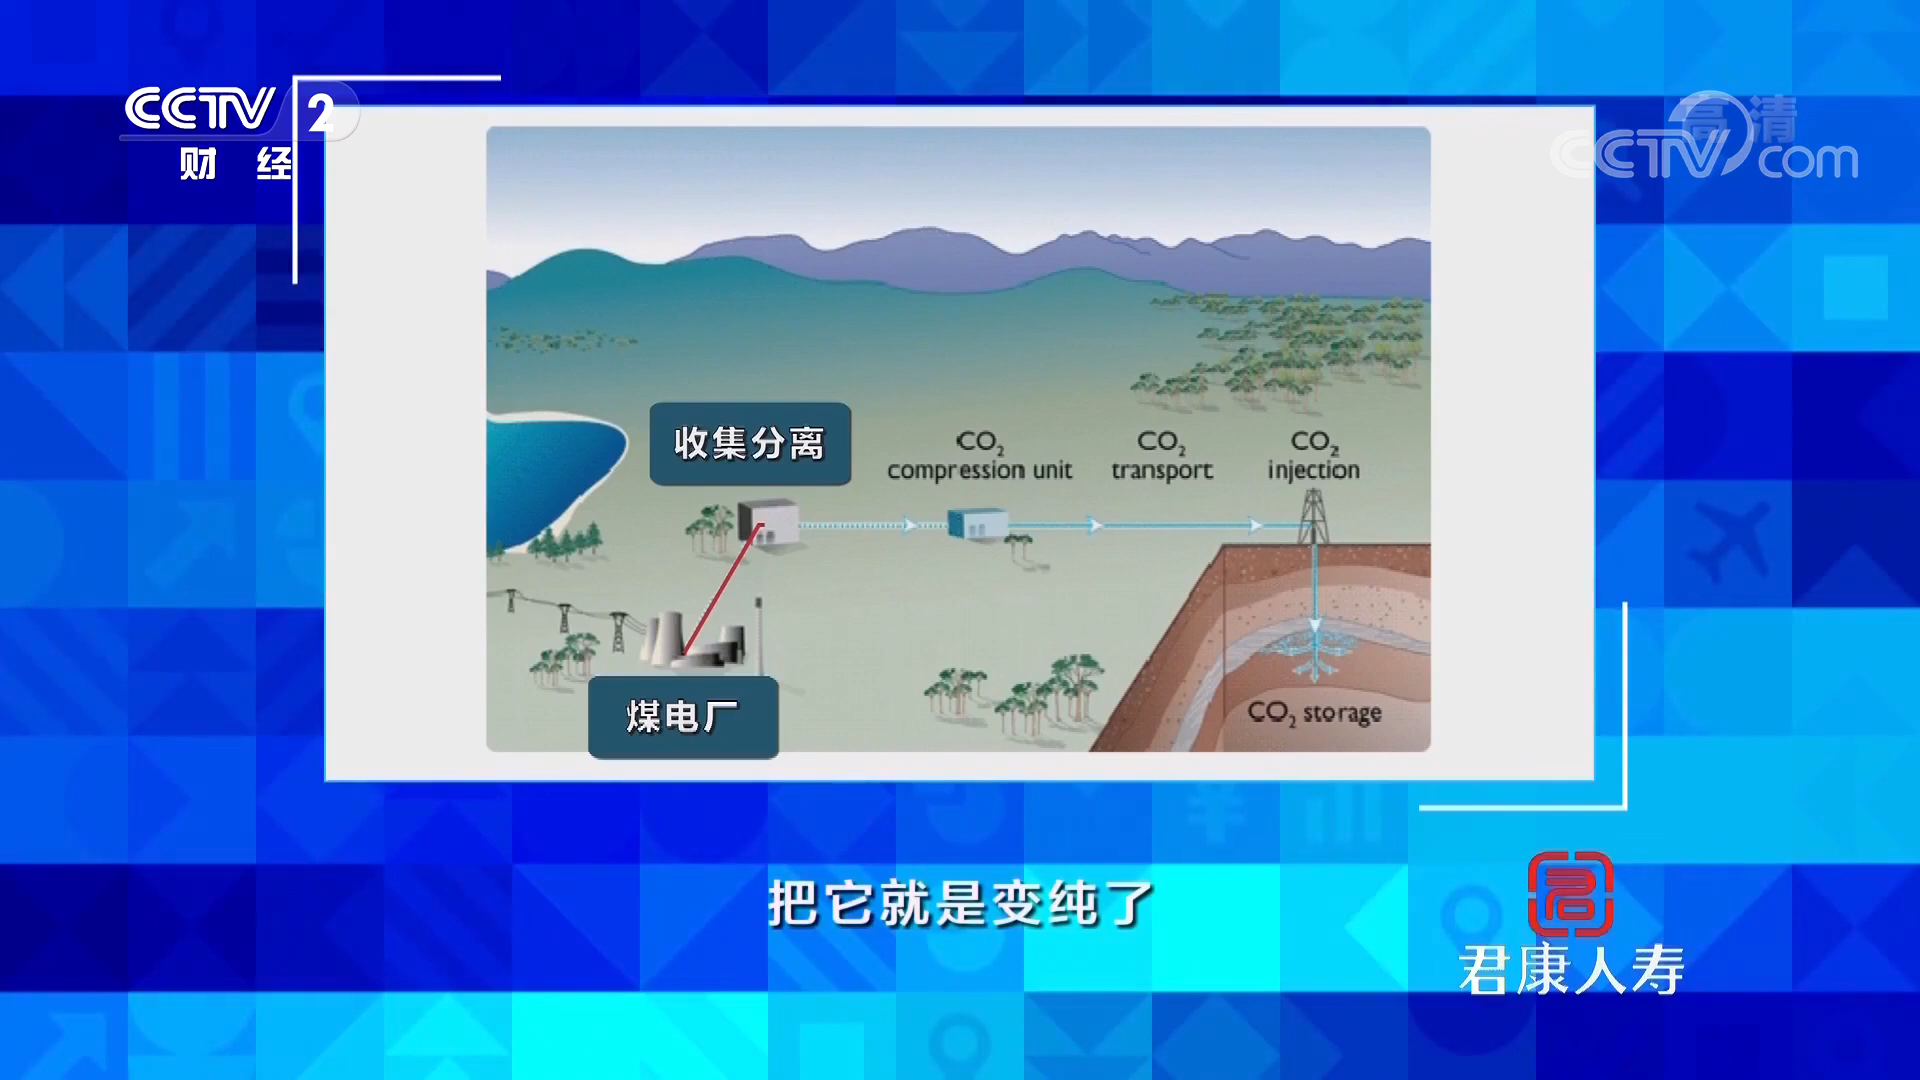 CCTV 2
财 经
高清
CCTV com
收集分离
CO₂
compression unit
CO₂
transport
CO₂
injection
煤电厂
CO₂ storage
把它就是变纯了
君康人寿